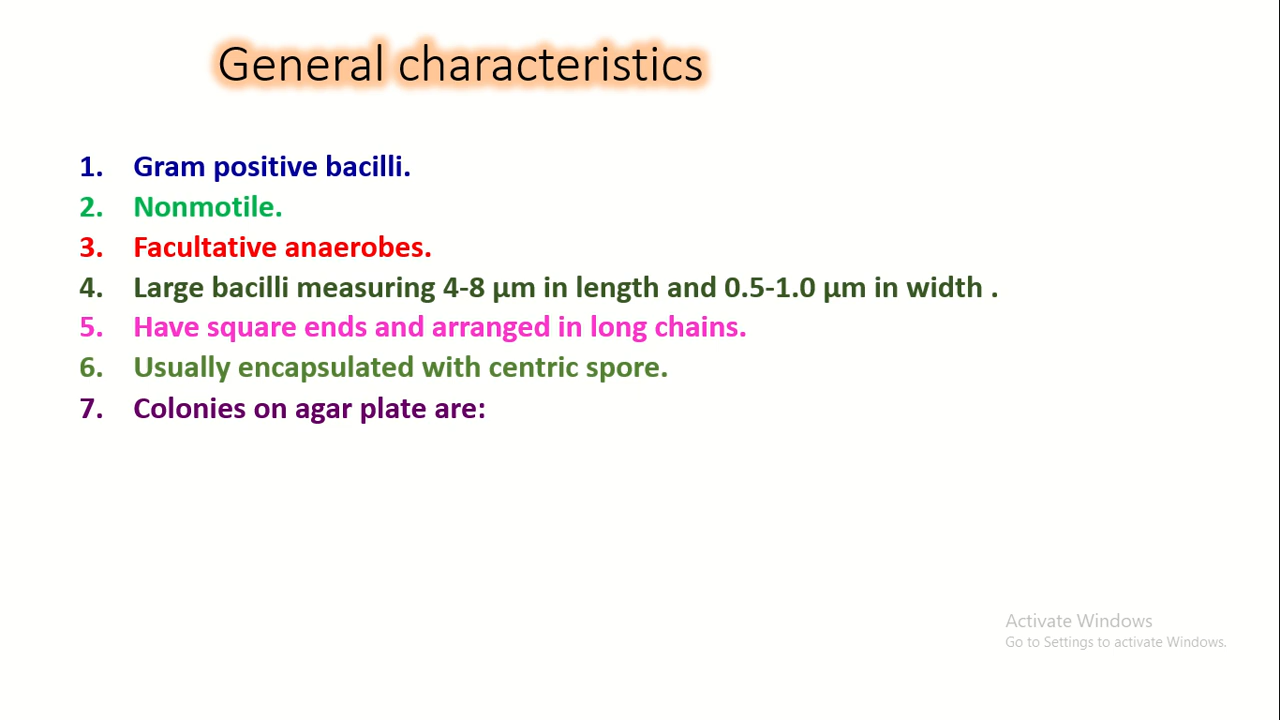 General characteristics
1. Gram positive bacilli.
2. Nonmotile.
3. Facultative anaerobes.
4. Large bacilli measuring 4-8 µm in length and 0.5-1.0 µm in width .
5. Have square ends and arranged in long chains.
6. Usually encapsulated with centric spore.
7. Colonies on agar plate are:
Activate Windows
Go to Settings to activate Windows.